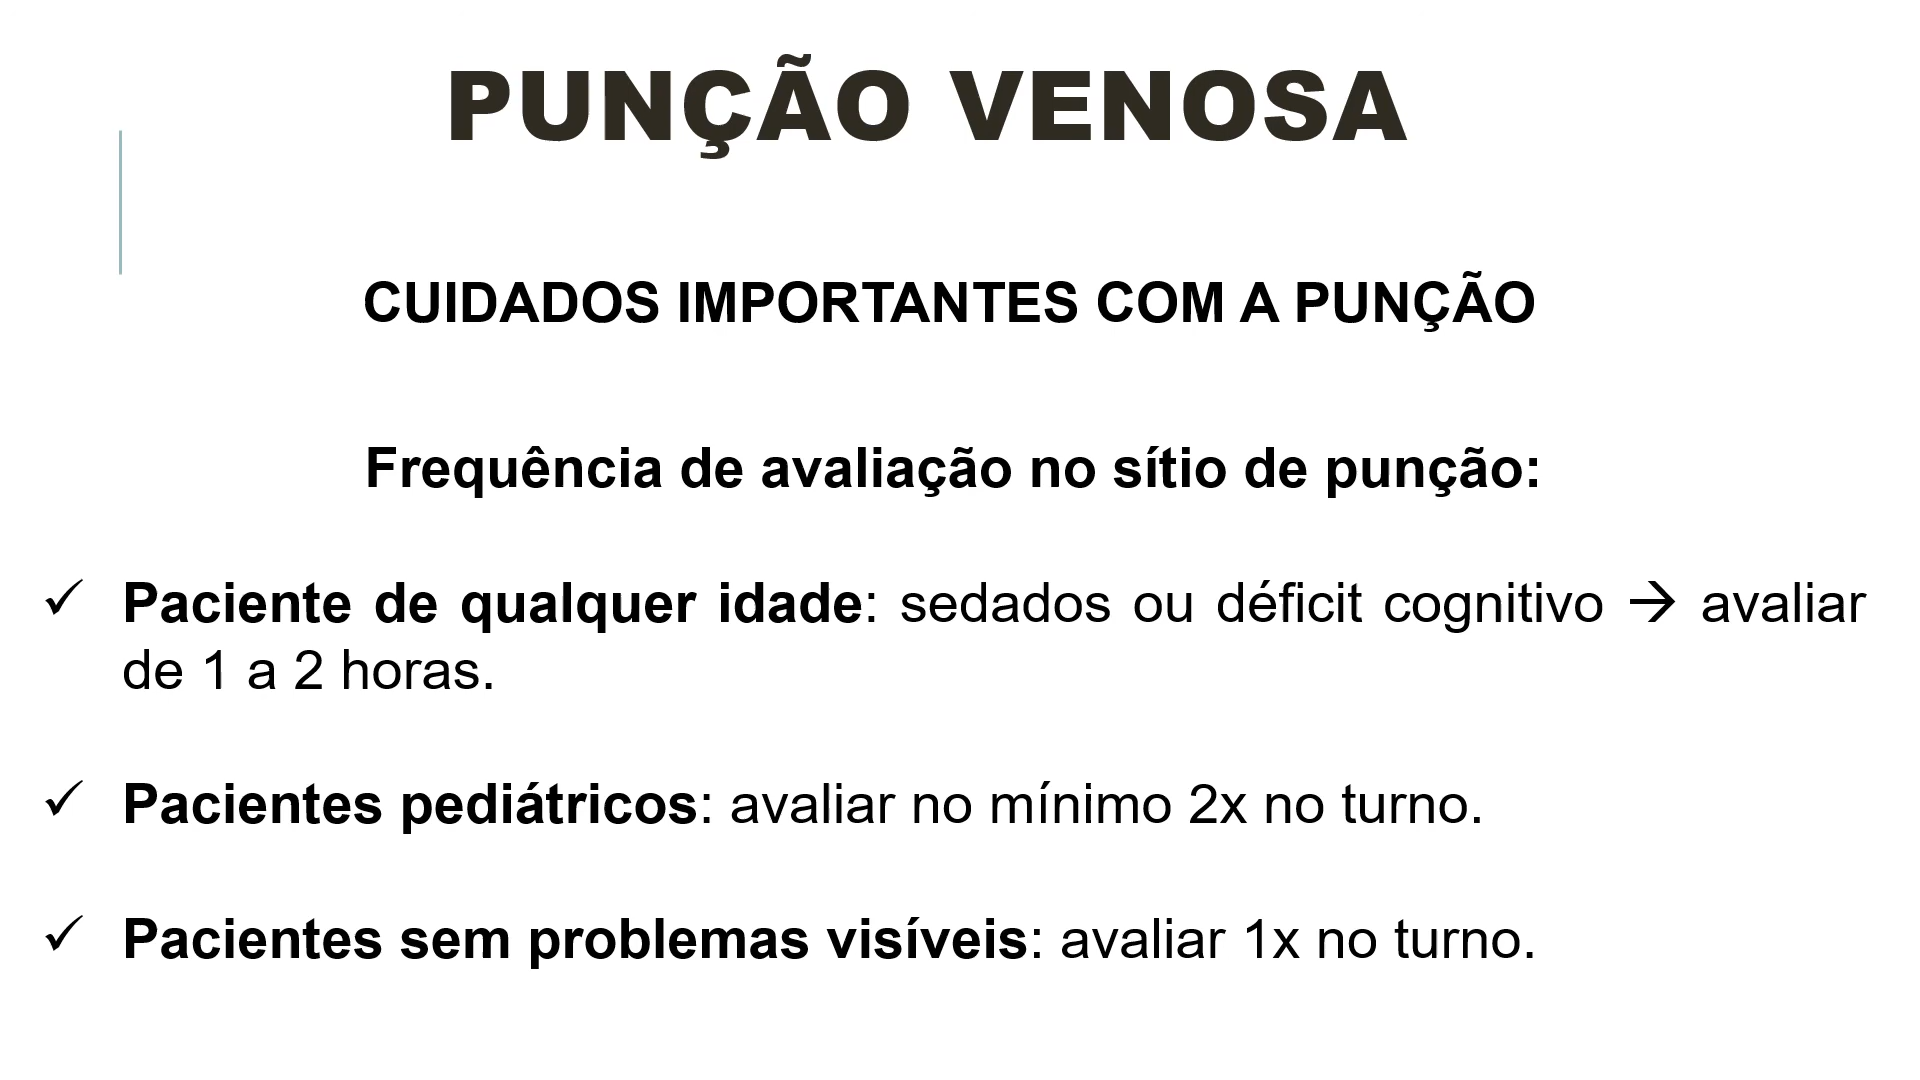 PUNÇÃO VENOSA
CUIDADOS IMPORTANTES COM A PUNÇÃO
Frequência de avaliação no sítio de punção:
✓ Paciente de qualquer idade: sedados ou déficit cognitivo → avaliar
de 1 a 2 horas.
✓ Pacientes pediátricos: avaliar no mínimo 2x no turno.
✓ Pacientes sem problemas visíveis: avaliar 1x no turno.